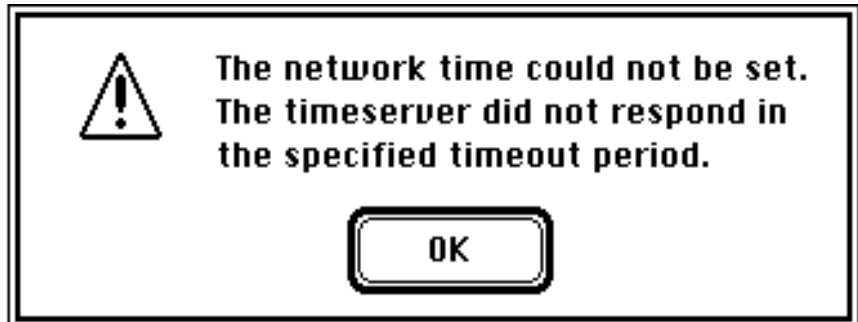 The network time could not be set.
The timeserver did not respond in
the specified timeout period.
OK